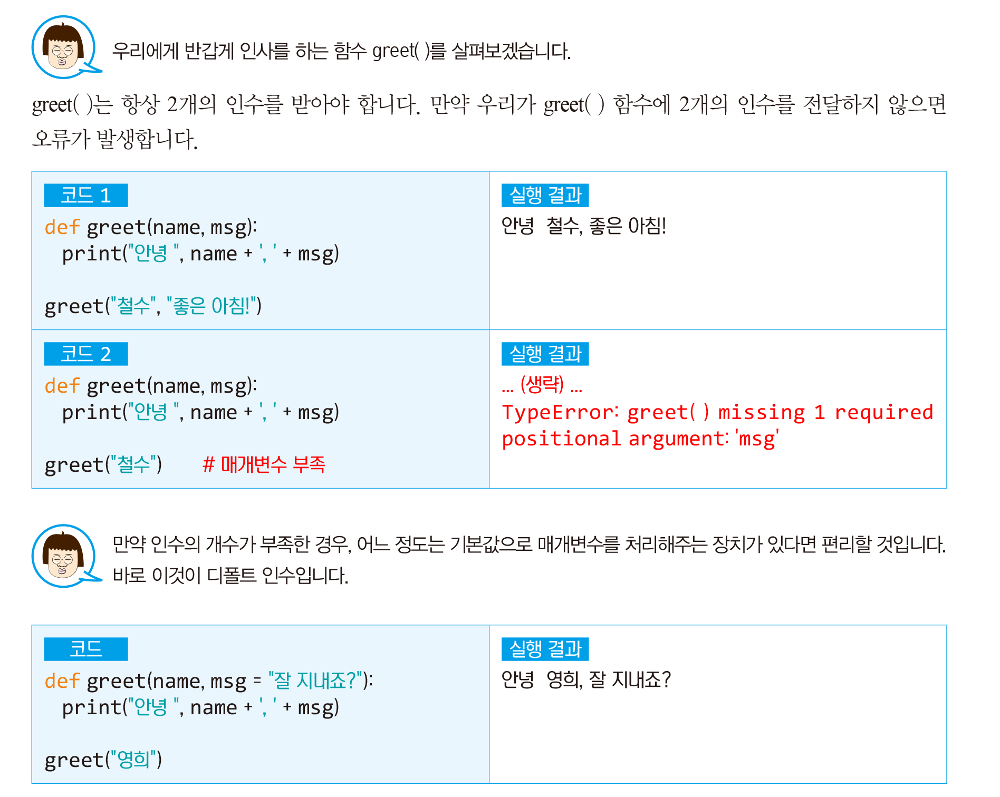 우리에게 반갑게 인사를 하는 함수 greet( )를 살펴보겠습니다.
greet( )는 항상 2개의 인수를 받아야 합니다. 만약 우리가 greet( ) 함수에 2개의 인수를 전달하지 않으면
오류가 발생합니다.
코드 1
def greet(name, msg):
print("안녕 ", name + ', ' + msg)
greet("철수", "좋은 아침!")
실행 결과
안녕  철수, 좋은 아침!
코드 2
def greet(name, msg):
print("안녕 ", name + ', ' + msg)
greet("철수")    # 매개변수 부족
실행 결과
... (생략) ...
TypeError: greet( ) missing 1 required
positional argument: 'msg'
만약 인수의 개수가 부족한 경우, 어느 정도는 기본값으로 매개변수를 처리해주는 장치가 있다면 편리할 것입니다.
바로 이것이 디폴트 인수입니다.
코드
def greet(name, msg = "잘 지내죠?"):
print("안녕 ", name + ', ' + msg)
greet("영희")
실행 결과
안녕  영희, 잘 지내죠?